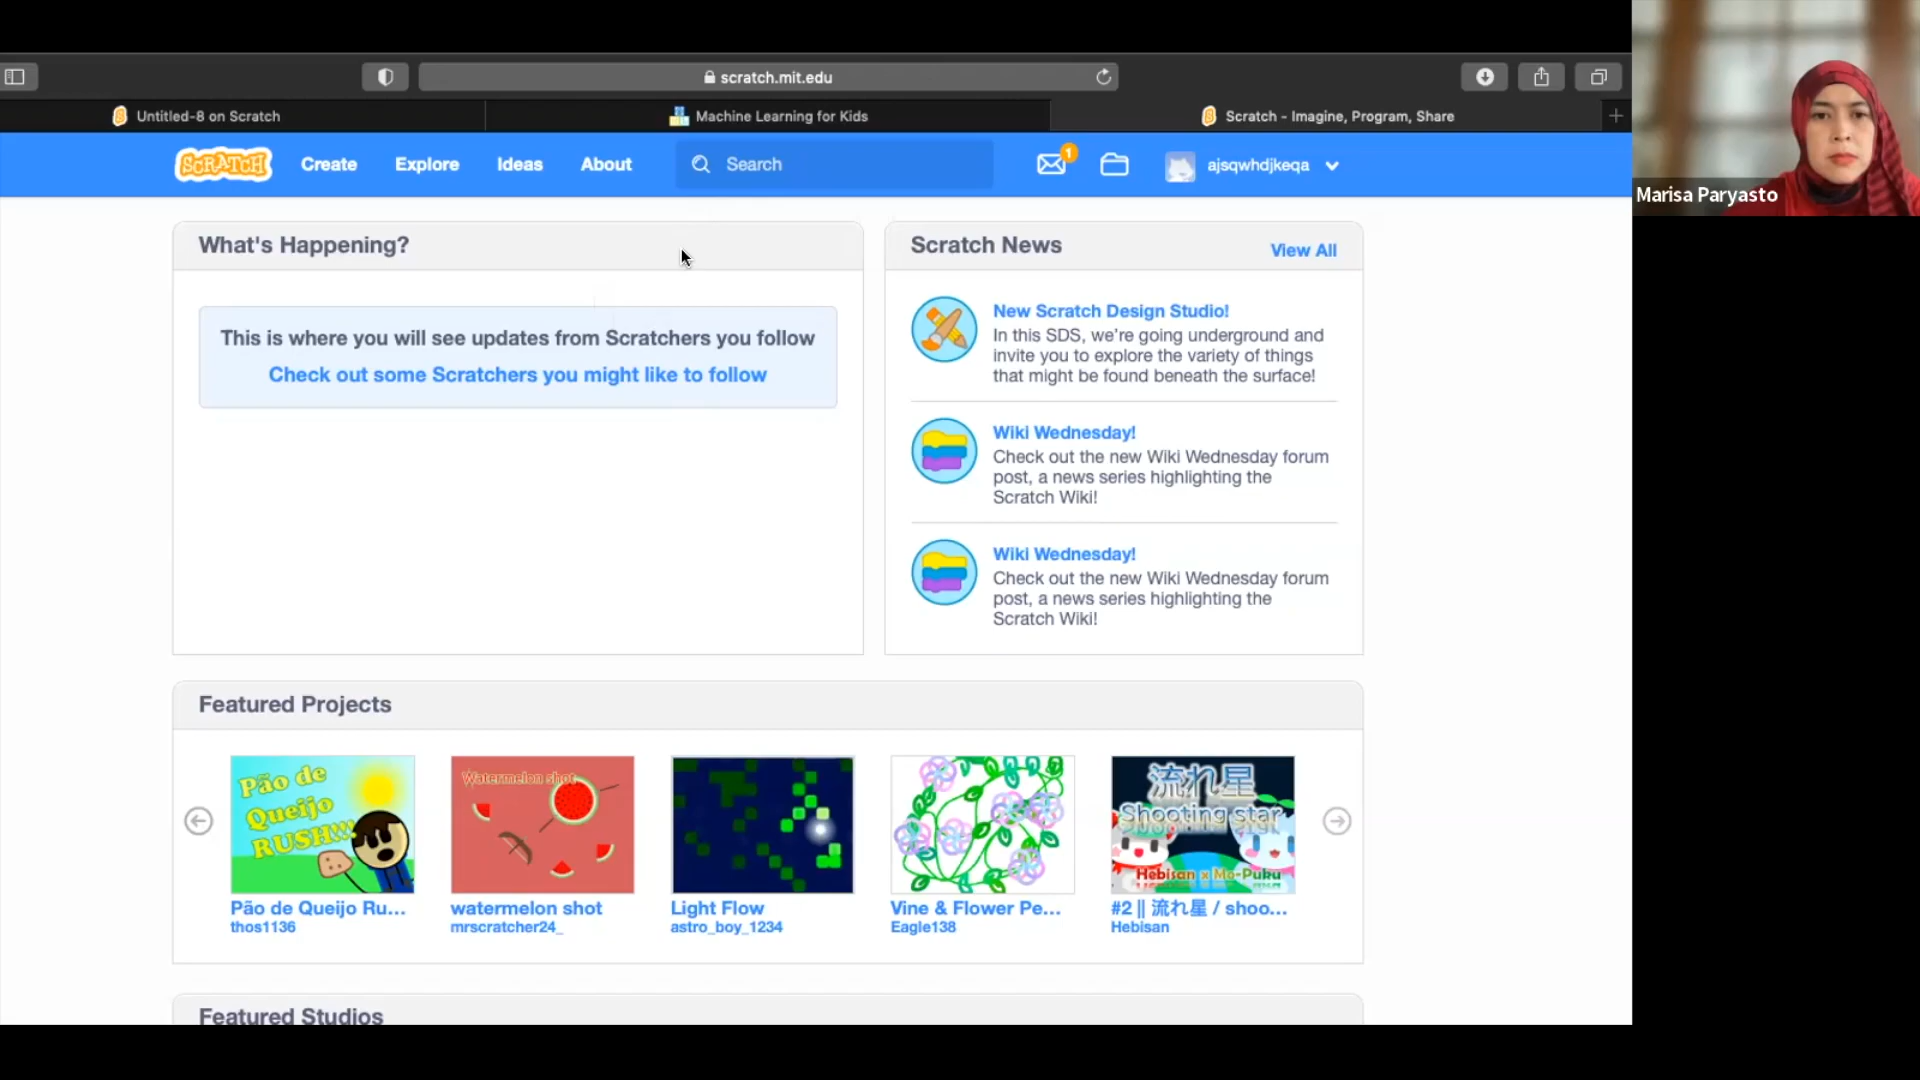 scratch.mit.edu
Untitled-8 on Scratch
Machine Learning for Kids
Scratch - Imagine, Program, Share
SCRATCH
Create
Explore
Ideas
About
Search
1
ajsqwhdjkeqa
Marisa Paryasto
What's Happening?
This is where you will see updates from Scratchers you follow
Check out some Scratchers you might like to follow
Scratch News
View All
New Scratch Design Studio!
In this SDS, we're going underground and
invite you to explore the variety of things
that might be found beneath the surface!
Wiki Wednesday!
Check out the new Wiki Wednesday forum
post, a news series highlighting the
Scratch Wiki!
Wiki Wednesday!
Check out the new Wiki Wednesday forum
post, a news series highlighting the
Scratch Wiki!
Featured Projects
Pão de
Queijo
RUSH!!!
Pão de Queijo Ru...
thos1136
Watermelon shot
watermelon shot
mrscratcher24_
Light Flow
astro_boy_1234
Vine & Flower Pe...
Eagle138
流れ星
Shooting star
Hebisan x Mo-Puku
#2 || 流れ星 / shoo...
Hebisan
Featured Studios